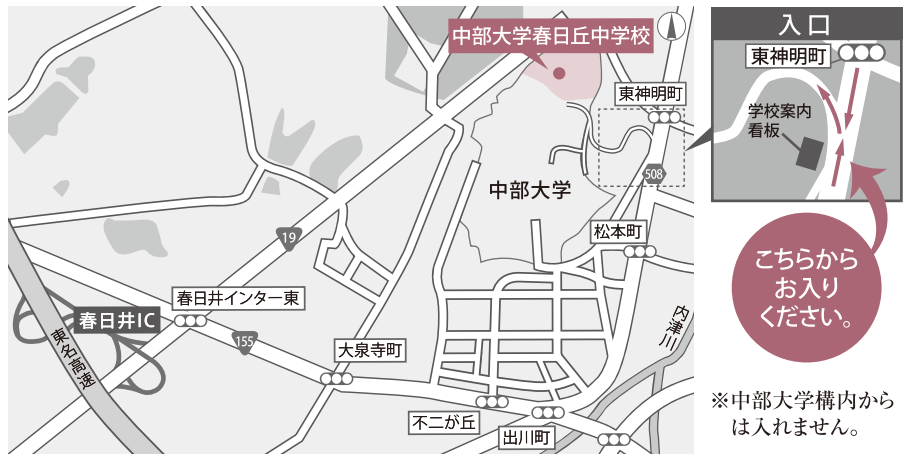 中部大学春日丘中学校
東神明町
508
中部大学
松本町
19
春日井インター東
春日井IC
155
東名高速
大泉寺町
内津川
不二が丘
出川町
入口
東神明町
学校案内
看板
こちらから
お入り
ください。
※中部大学構内から
は入れません。